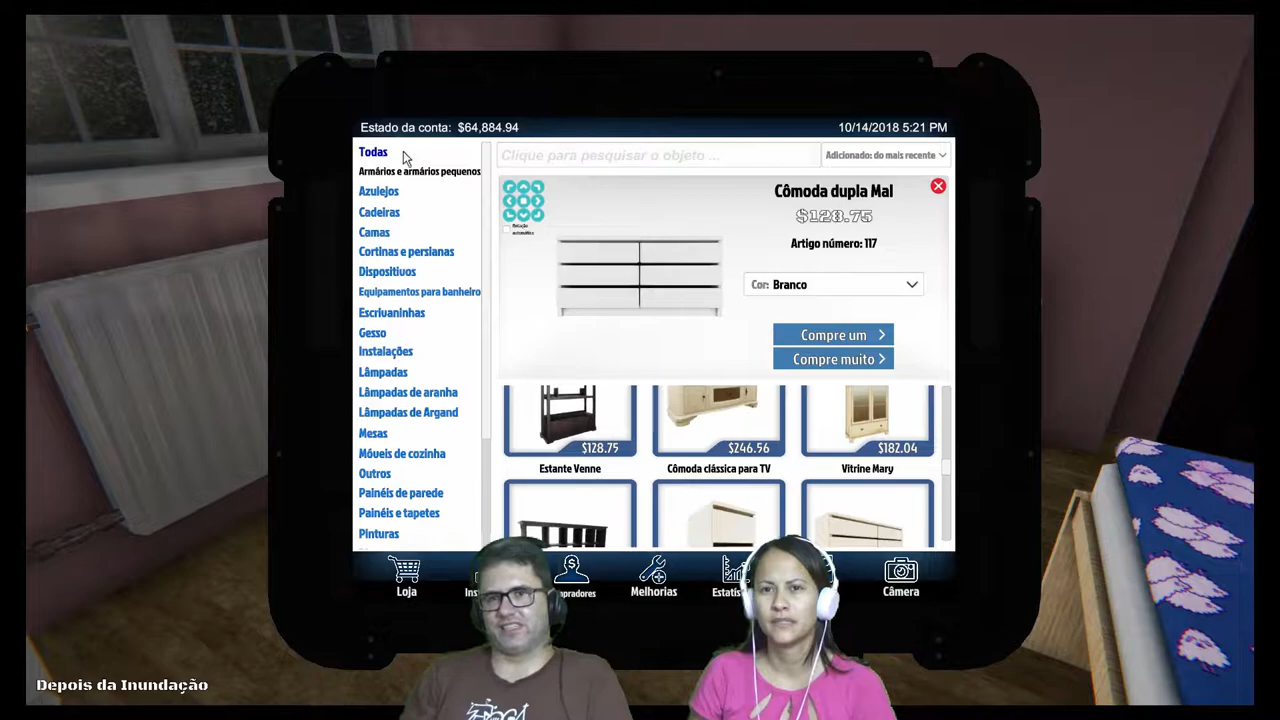 Estado da conta: $64,884.94
10/14/2018 5:21 PM
Todas
Armários e armários pequenos
Azulejos
Cadeiras
Camas
Cortinas e persianas
Dispositivos
Equipamentos para banheiro
Escrivaninhas
Gesso
Instalações
Lâmpadas
Lâmpadas de aranha
Lâmpadas de Argand
Mesas
Móveis de cozinha
Outros
Painéis de parede
Painéis e tapetes
Pinturas
Clique para pesquisar o objeto ...
Adicionado: do mais recente
Rotação
automática
Cômoda dupla Mal
$128.75
Artigo número: 117
Cor: Branco
Compre um
Compre muito
$128.75
$246.56
$182.04
Estante Venne
Cômoda clássica para TV
Vitrine Mary
Loja
Melhorias
Câmera
Depois da Inundação